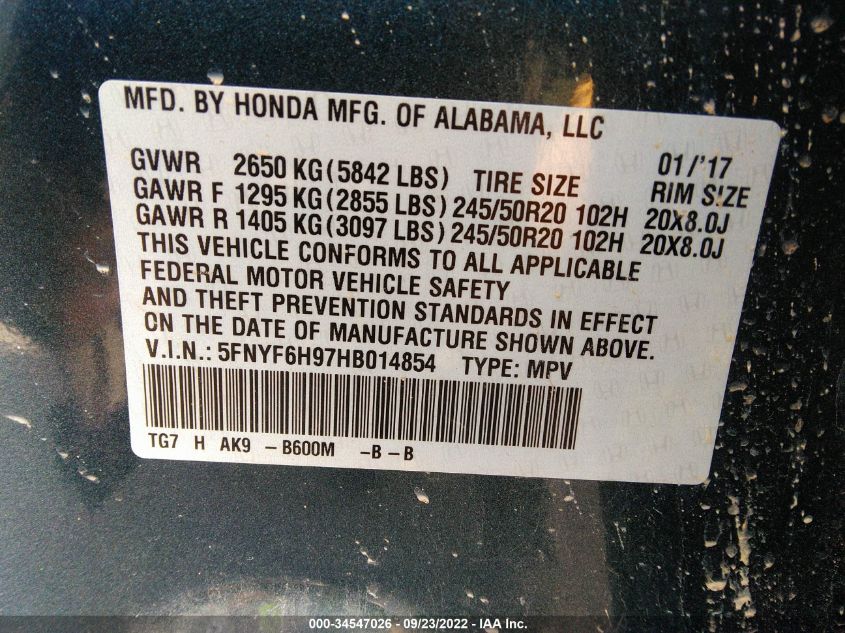 MFD. BY HONDA MFG. OF ALABAMA, LLC
GVWR 2650 KG(5842 LBS) TIRE SIZE 01/'17 RIM SIZE
GAWR F 1295 KG(2855 LBS)245/50R20 102H 20X8.0J
GAWR R 1405 KG(3097 LBS)245/50R20 102H 20X8.0J
THIS VEHICLE CONFORMS TO ALL APPLICABLE
FEDERAL MOTOR VEHICLE SAFETY
AND THEFT PREVENTION STANDARDS IN EFFECT
ON THE DATE OF MANUFACTURE SHOWN ABOVE.
V.I.N.: 5FNYF6H97HB014854 TYPE: MPV
TG7 H AK9 -B600M -B-B
000-34547026 - 09/23/2022 - IAA Inc.